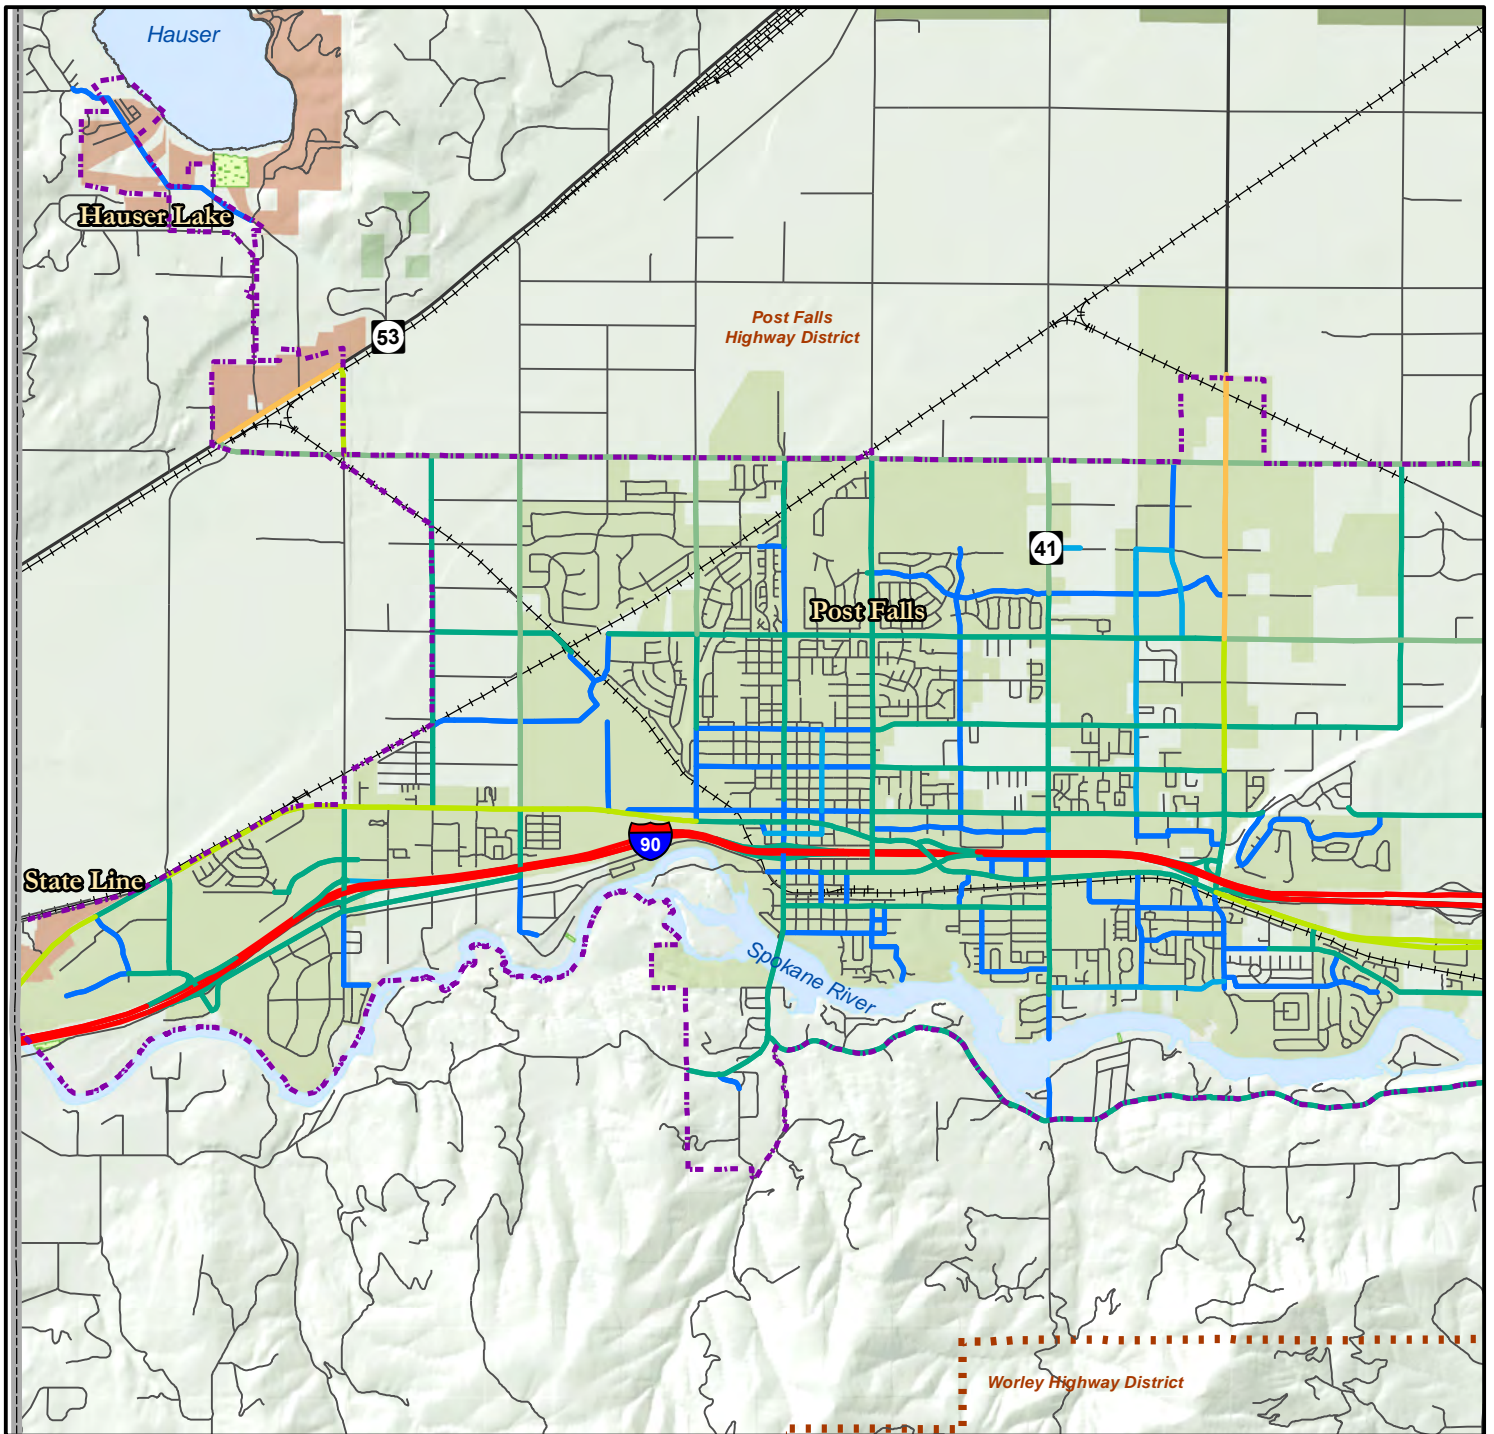 Hauser
Hauser Lake
Post Falls
Highway District
53
41
Post Falls
90
State Line
Spokane River
Worley Highway District